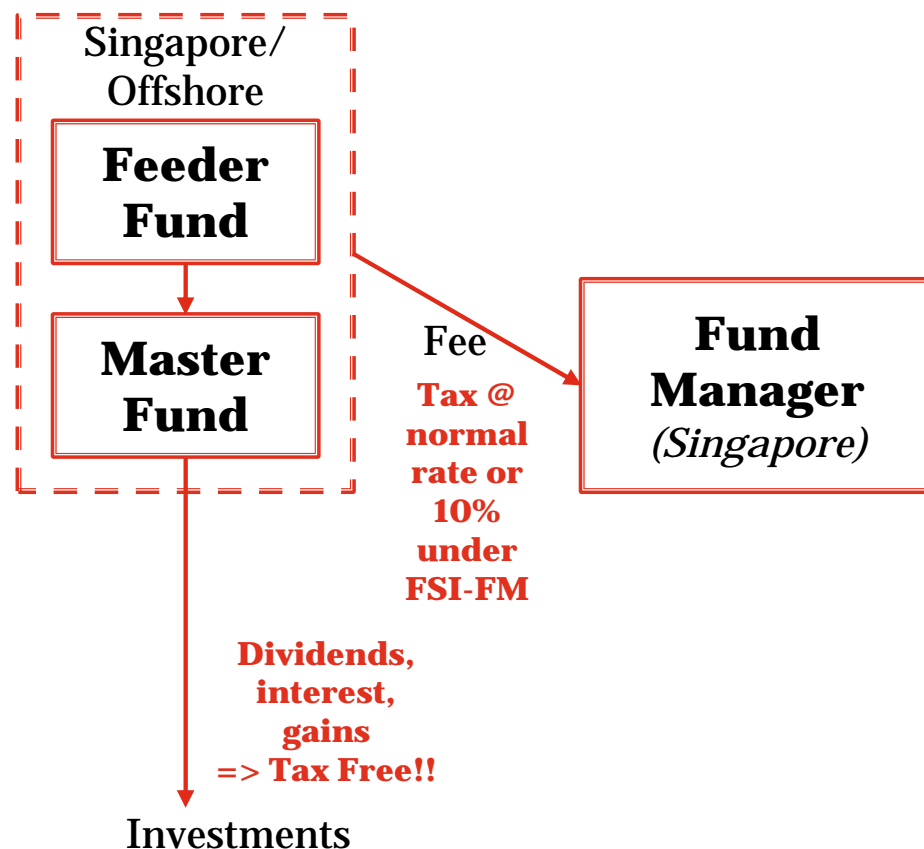 Singapore/
Offshore
Feeder
Fund
Master
Fund
Fee
Tax @
normal
rate or
10%
under
FSI-FM
Fund
Manager
(Singapore)
Dividends,
interest,
gains
=> Tax Free!!
Investments